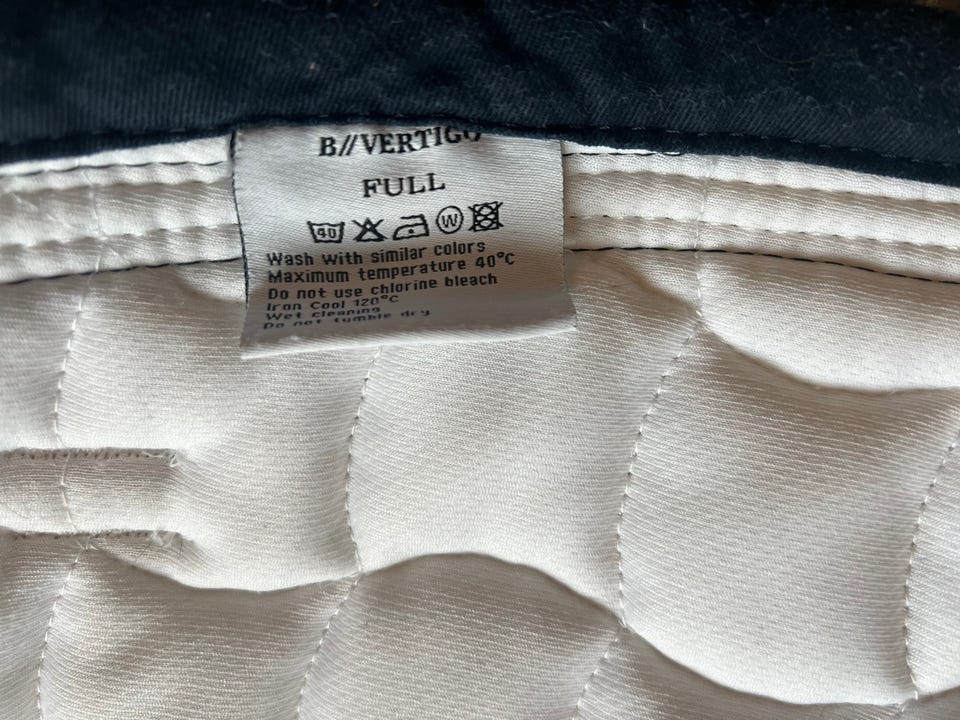 B//VERTIGO
FULL
40 W
Wash with similar colors
Maximum temperature 40°C
Do not use chlorine bleach
Iron Cool 120°C
Wet cleaning
Do not tumble dry